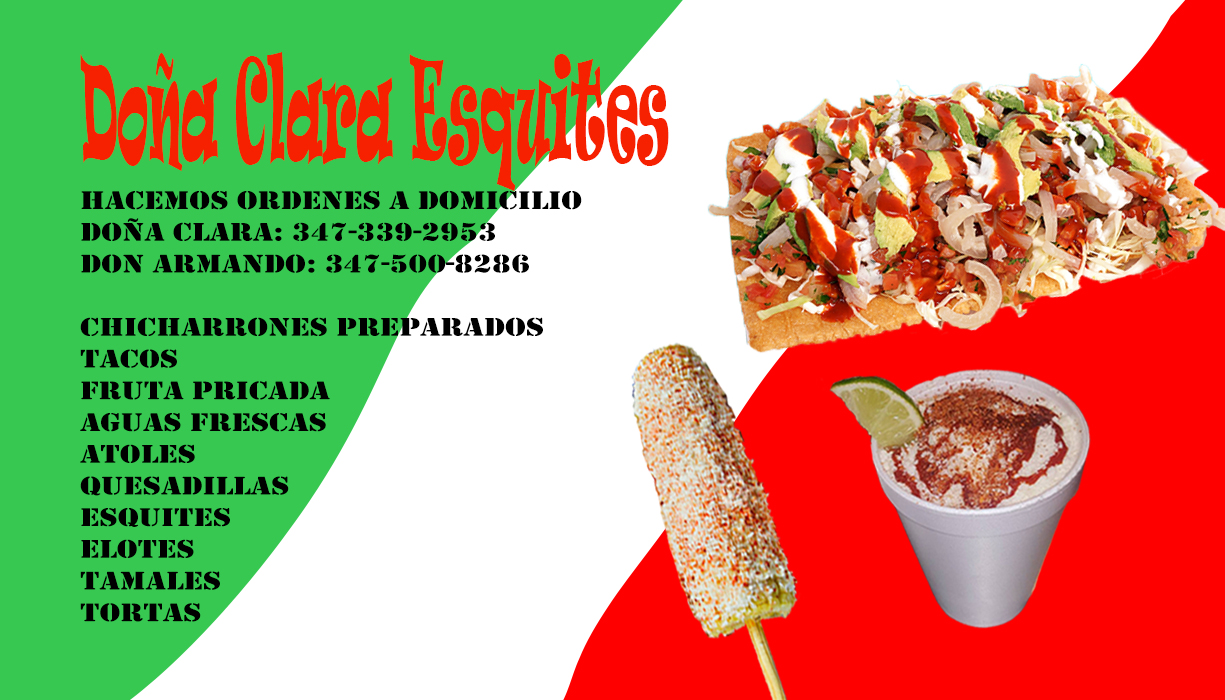 Doña Clara Esquites
HACEMOS ORDENES A DOMICILIO
DOÑA CLARA: 347-339-2953
DON ARMANDO: 347-500-8286
CHICHARRONES PREPARADOS
TACOS
FRUTA PRICADA
AGUAS FRESCAS
ATOLES
QUESADILLAS
ESQUITES
ELOTES
TAMALES
TORTAS